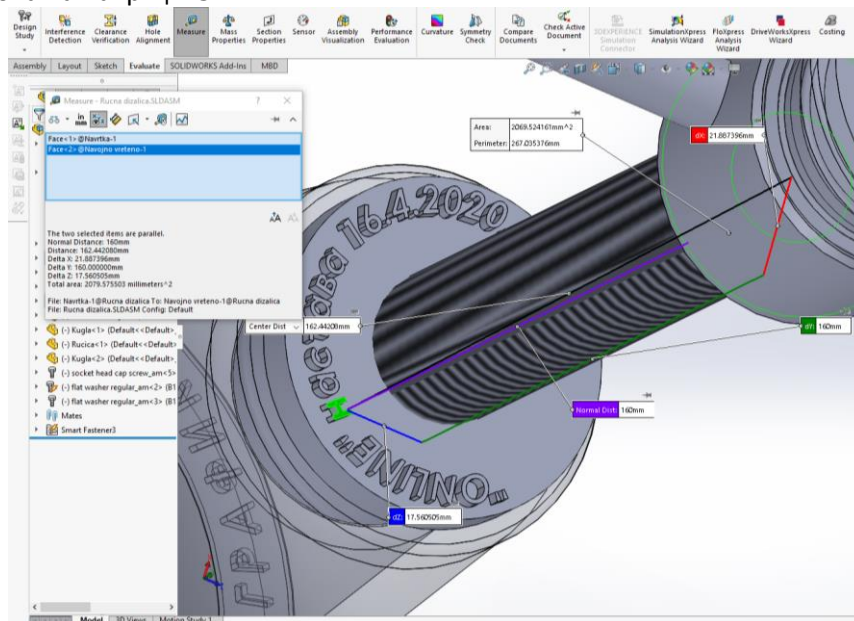 Design Study
Interference Detection
Clearance Verification
Hole Alignment
Measure
Mass Properties
Section Properties
Sensor
Assembly Visualization
Performance Evaluation
Curvature
Symmetry Check
Compare Documents
Check Active Document
3DEXPERIENCE Simulation Connector
SimulationXpress Analysis Wizard
FloXpress Analysis Wizard
DriveWorksXpress Wizard
Costing
Assembly Layout Sketch Evaluate SOLIDWORKS Add-Ins MBD
Measure - Rucna dizalica.SLDASM
Face<1>@Navrtka-1
Face<2>@Navojno vreteno-1
The two selected items are parallel.
Normal Distance: 160mm
Distance: 162.442080mm
Delta X: 21.887396mm
Delta Y: 160.000000mm
Delta Z: 17.560505mm
Total area: 2079.575503 millimeters^2
File: Navrtka-1@Rucna dizalica To: Navojno vreteno-1@Rucna dizalica
File: Rucna dizalica.SLDASM Config: Default
(-) Kugla<1> (Default<<Default>
(-) Rucica<1> (Default<<Default>
(-) Kugla<2> (Default<<Default>
(-) socket head cap screw_am<5>
(-) flat washer regular_am<2> (B1
(-) flat washer regular_am<3> (B1
Mates
Smart Fastener3
Area: 2069.524161mm^2
Perimeter: 267.035376mm
dX: 21.887396mm
Center Dist 162.44208mm
dY: 160mm
Normal Dist: 160mm
dZ: 17.560505mm
Настава 16.4.2020
"ONLINE"
ГРАФИ
Model 3D Views Motion Study 1